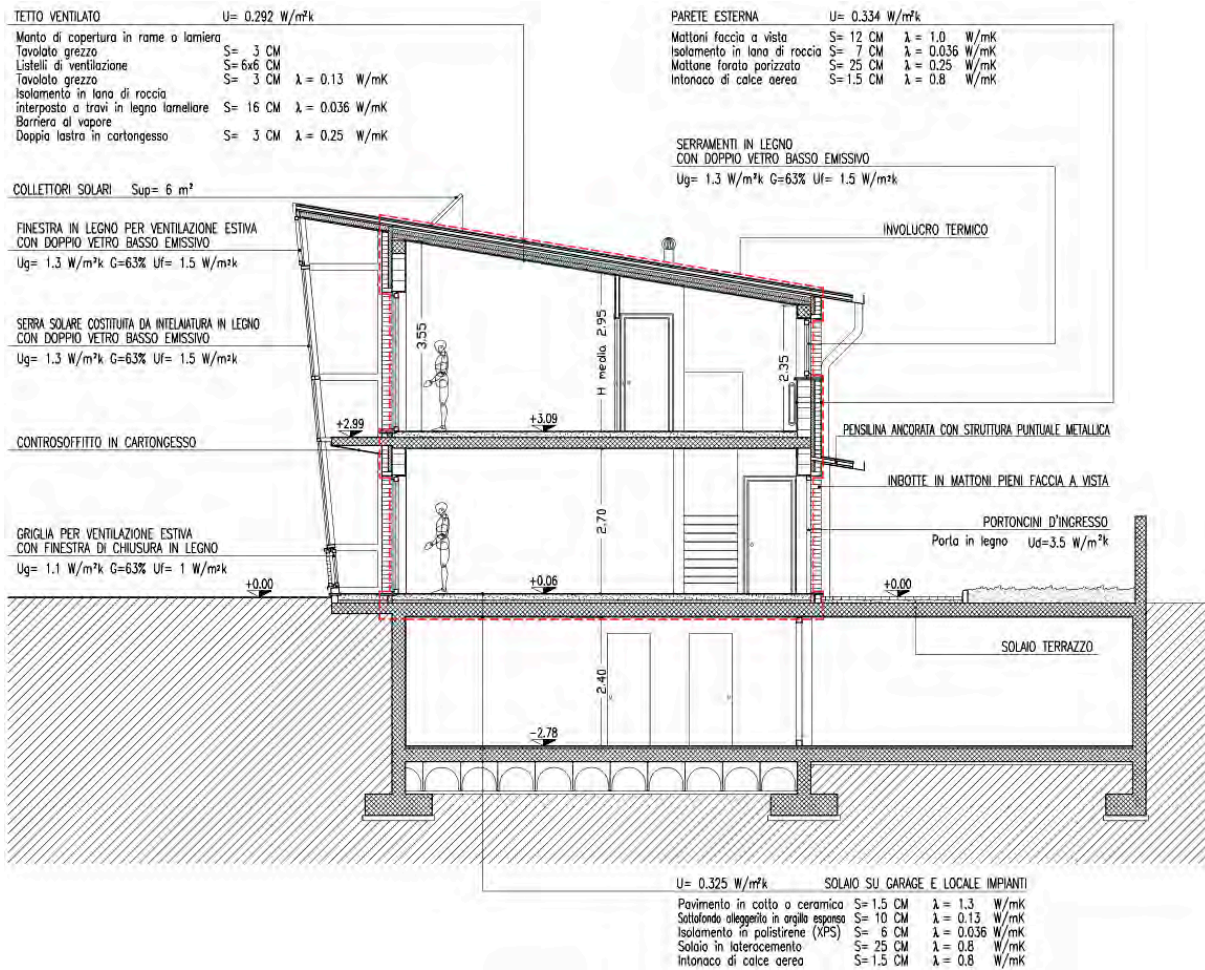 TETTO VENTILATO U= 0.292 W/m²k
Manto di copertura in rame o lamiera
Tavolato grezzo S= 3 CM
Listelli di ventilazione S=6x6 CM
Tavolato grezzo S= 3 CM λ = 0.13 W/mK
Isolamento in lana di roccia
interposto a travi in legno lamellare S= 16 CM λ = 0.036 W/mK
Barriera al vapore
Doppia lastra in cartongesso S= 3 CM λ = 0.25 W/mK
PARETE ESTERNA U= 0.334 W/m²k
Mattoni faccia a vista S= 12 CM λ = 1.0 W/mK
Isolamento in lana di roccia S= 7 CM λ = 0.036 W/mK
Mattone forato porizzato S= 25 CM λ = 0.25 W/mK
Intonaco di calce aerea S= 1.5 CM λ = 0.8 W/mK
SERRAMENTI IN LEGNO
CON DOPPIO VETRO BASSO EMISSIVO
Ug= 1.3 W/m²k G=63% Uf= 1.5 W/m²k
COLLETTORI SOLARI Sup= 6 m²
FINESTRA IN LEGNO PER VENTILAZIONE ESTIVA
CON DOPPIO VETRO BASSO EMISSIVO
Ug= 1.3 W/m²k G=63% Uf= 1.5 W/m²k
INVOLUCRO TERMICO
SERRA SOLARE COSTITUITA DA INTELAIATURA IN LEGNO
CON DOPPIO VETRO BASSO EMISSIVO
Ug= 1.3 W/m²k G=63% Uf= 1.5 W/m²k
3.55
H media 2.95
2.35
+2.99
+3.09
CONTROSOFFITTO IN CARTONGESSO
PENSILINA ANCORATA CON STRUTTURA PUNTUALE METALLICA
INBOTTE IN MATTONI PIENI FACCIA A VISTA
2.70
PORTONCINI D'INGRESSO
Porta in legno Ud=3.5 W/m²k
GRIGLIA PER VENTILAZIONE ESTIVA
CON FINESTRA DI CHIUSURA IN LEGNO
Ug= 1.1 W/m²k G=63% Uf= 1 W/m²k
+0.00
+0.06
+0.00
SOLAIO TERRAZZO
2.40
-2.78
U= 0.325 W/m²k SOLAIO SU GARAGE E LOCALE IMPIANTI
Pavimento in cotto o ceramica S= 1.5 CM λ = 1.3 W/mK
Sottofondo alleggerito in argilla espansa S= 10 CM λ = 0.13 W/mK
Isolamento in polistirene (XPS) S= 6 CM λ = 0.036 W/mK
Solaio in laterocemento S= 25 CM λ = 0.8 W/mK
Intonaco di calce aerea S= 1.5 CM λ = 0.8 W/mK